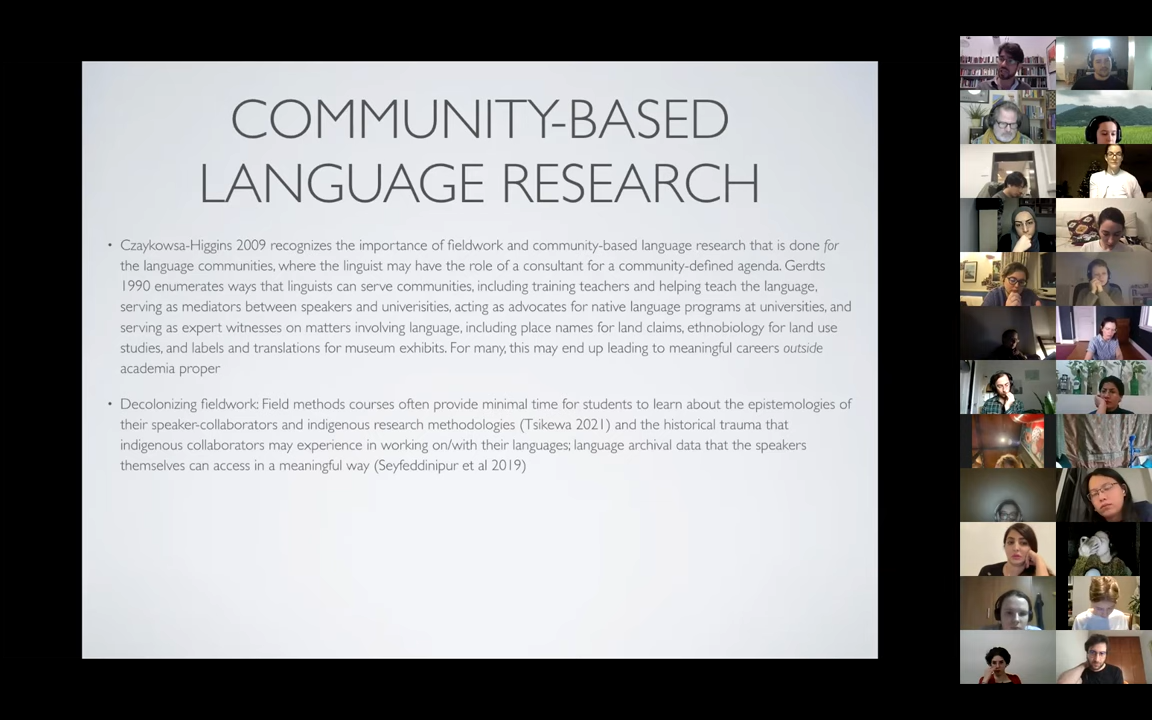 COMMUNITY-BASED
LANGUAGE RESEARCH
• Czaykowsa-Higgins 2009 recognizes the importance of fieldwork and community-based language research that is done for
the language communities, where the linguist may have the role of a consultant for a community-defined agenda. Gerdts
1990 enumerates ways that linguists can serve communities, including training teachers and helping teach the language,
serving as mediators between speakers and univerisities, acting as advocates for native language programs at universities, and
serving as expert witnesses on matters involving language, including place names for land claims, ethnobiology for land use
studies, and labels and translations for museum exhibits. For many, this may end up leading to meaningful careers outside
academia proper
• Decolonizing fieldwork: Field methods courses often provide minimal time for students to learn about the epistemologies of
their speaker-collaborators and indigenous research methodologies (Tsikewa 2021) and the historical trauma that
indigenous collaborators may experience in working on/with their languages; language archival data that the speakers
themselves can access in a meaningful way (Seyfeddinipur et al 2019)